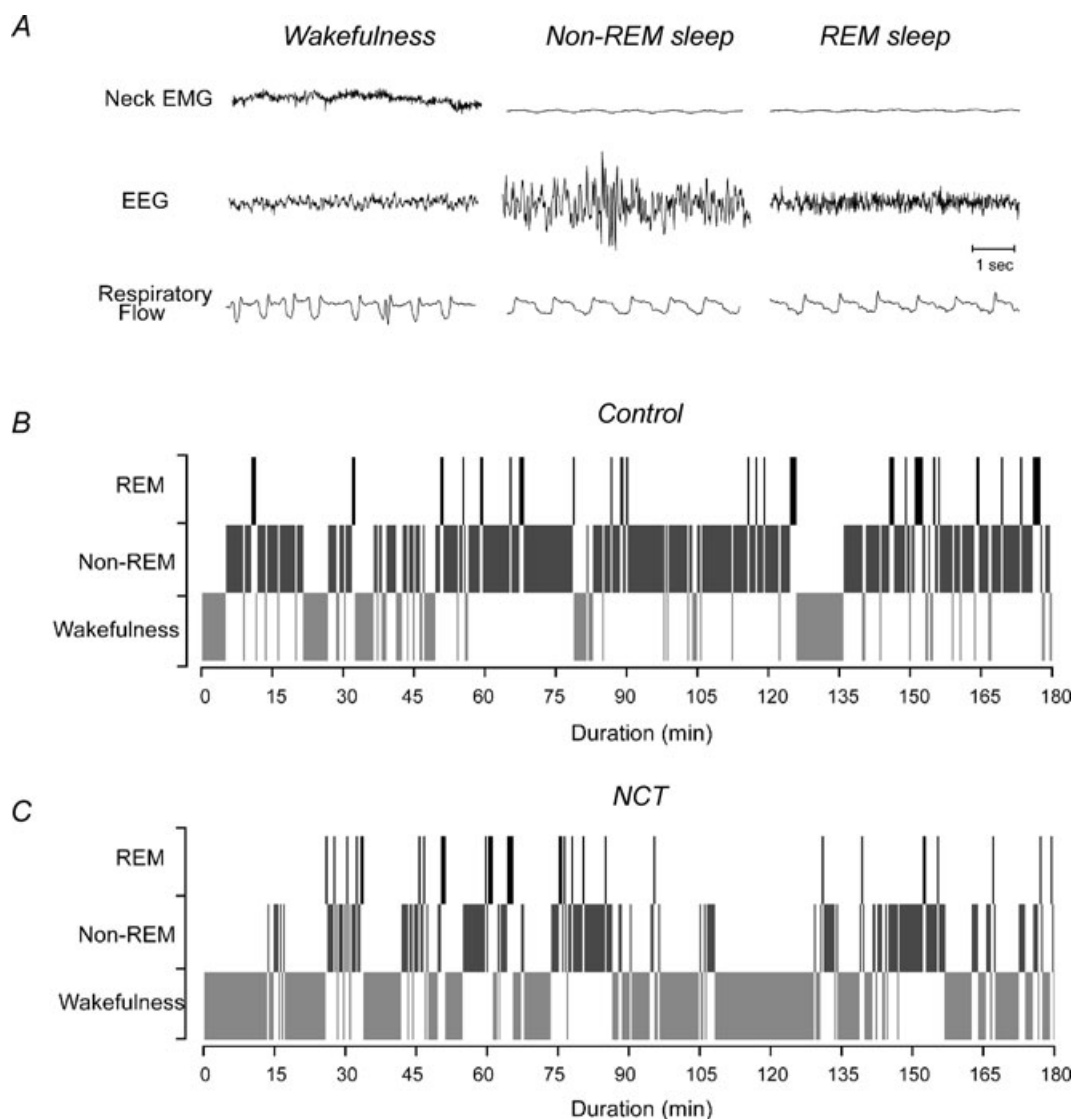 A
Wakefulness Non-REM sleep REM sleep
Neck EMG
EEG
1 sec
Respiratory
Flow
B
Control
REM
Non-REM
Wakefulness
0 15 30 45 60 75 90 105 120 135 150 165 180
Duration (min)
C
NCT
REM
Non-REM
Wakefulness
0 15 30 45 60 75 90 105 120 135 150 165 180
Duration (min)